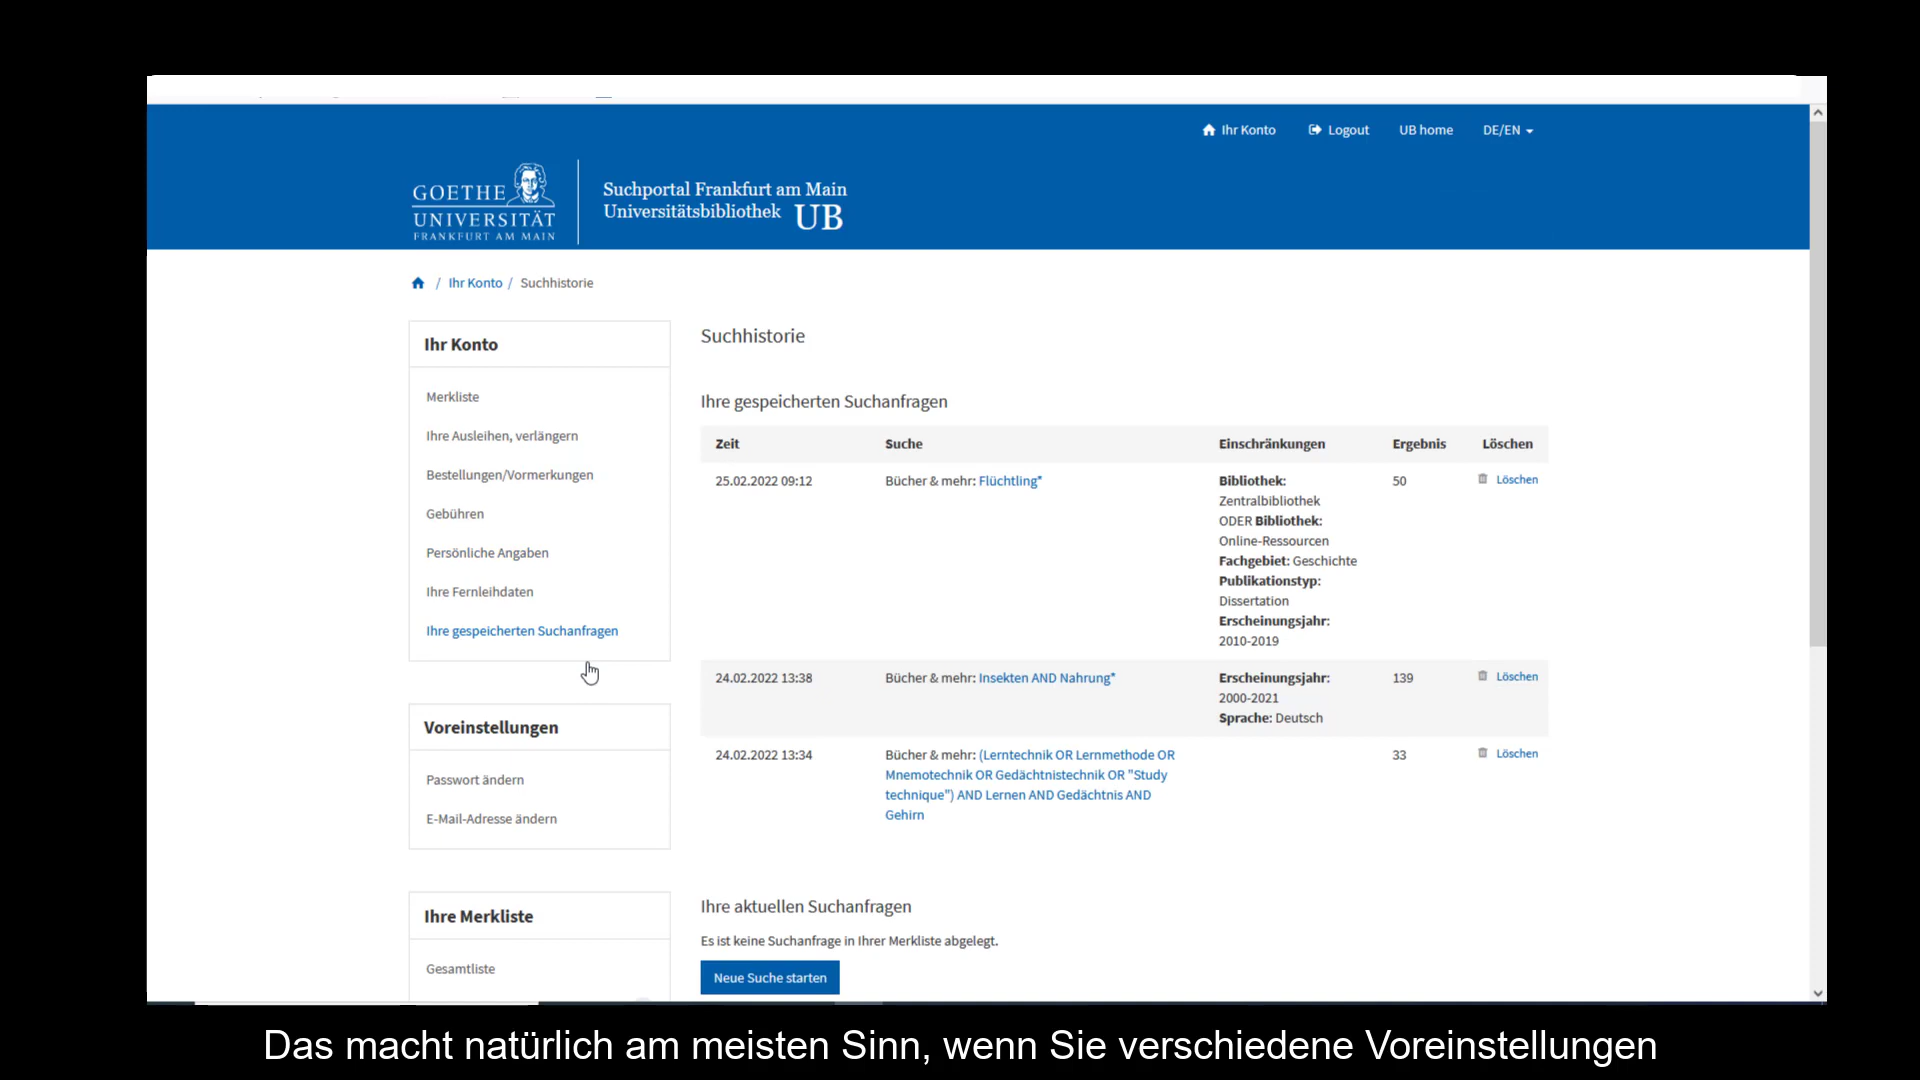 Ihr Konto Logout UB home DE/EN
GOETHE
UNIVERSITÄT
FRANKFURT AM MAIN
Suchportal Frankfurt am Main
Universitätsbibliothek UB
/ Ihr Konto / Suchhistorie
Ihr Konto
Merkliste
Ihre Ausleihen, verlängern
Bestellungen/Vormerkungen
Gebühren
Persönliche Angaben
Ihre Fernleihdaten
Ihre gespeicherten Suchanfragen
Voreinstellungen
Passwort ändern
E-Mail-Adresse ändern
Ihre Merkliste
Gesamtliste
Suchhistorie
Ihre gespeicherten Suchanfragen
Zeit Suche Einschränkungen Ergebnis Löschen
25.02.2022 09:12 Bücher & mehr: Flüchtling* Bibliothek: 50 Löschen
Zentralbibliothek
ODER Bibliothek:
Online-Ressourcen
Fachgebiet: Geschichte
Publikationstyp:
Dissertation
Erscheinungsjahr:
2010-2019
24.02.2022 13:38 Bücher & mehr: Insekten AND Nahrung* Erscheinungsjahr: 139 Löschen
2000-2021
Sprache: Deutsch
24.02.2022 13:34 Bücher & mehr: (Lerntechnik OR Lernmethode OR 33 Löschen
Mnemotechnik OR Gedächtnistechnik OR "Study
technique") AND Lernen AND Gedächtnis AND
Gehirn
Ihre aktuellen Suchanfragen
Es ist keine Suchanfrage in Ihrer Merkliste abgelegt.
Neue Suche starten
Das macht natürlich am meisten Sinn, wenn Sie verschiedene Voreinstellungen